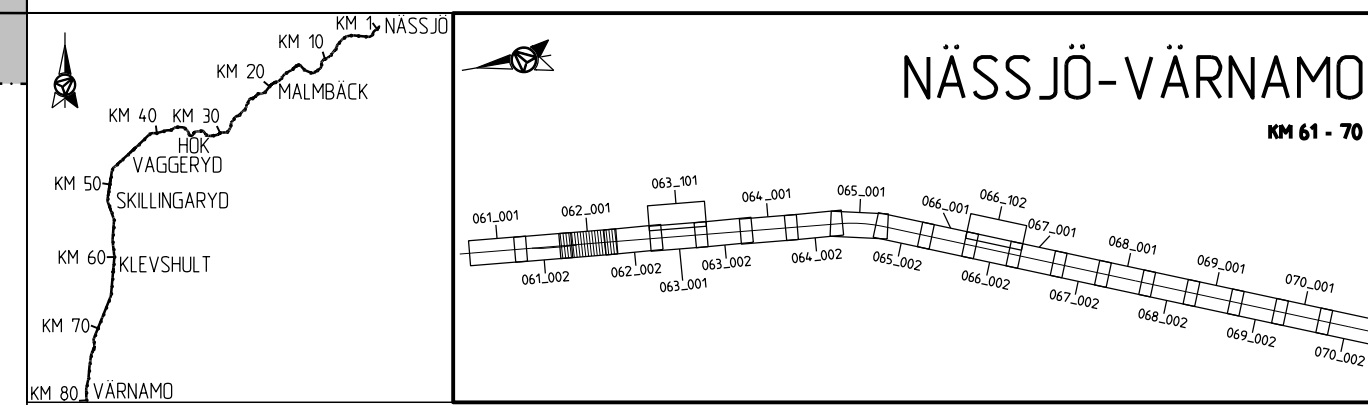 KM 1
NÄSSJÖ
KM 10
KM 20
MALMBÄCK
KM 40 KM 30
HOK
VAGGERYD
KM 50
SKILLINGARYD
KM 60
KLEVSHULT
KM 70
KM 80
VÄRNAMO
NÄSSJÖ-VÄRNAMO
KM 61 - 70
061_001
062_001
063_101
064_001
065_001
066_001
066_102
067_001
068_001
069_001
070_001
061_002
062_002
063_001
063_002
064_002
065_002
066_002
067_002
068_002
069_002
070_002